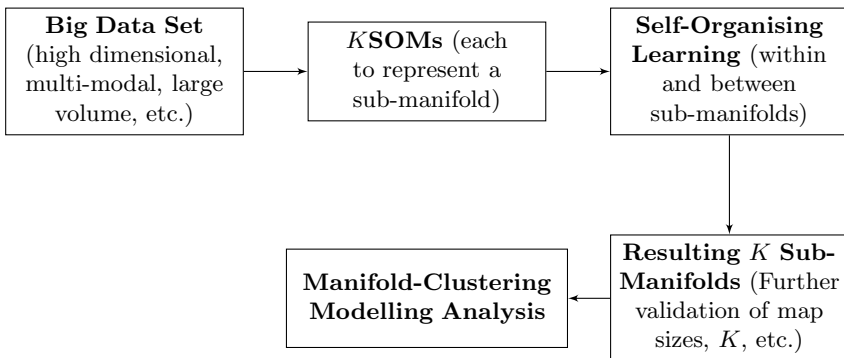 Big Data Set
(high dimensional,
multi-modal, large
volume, etc.)
KSOMs (each
to represent a
sub-manifold)
Self-Organising
Learning (within
and between
sub-manifolds)
Resulting K Sub-
Manifolds (Further
validation of map
sizes, K, etc.)
Manifold-Clustering
Modelling Analysis